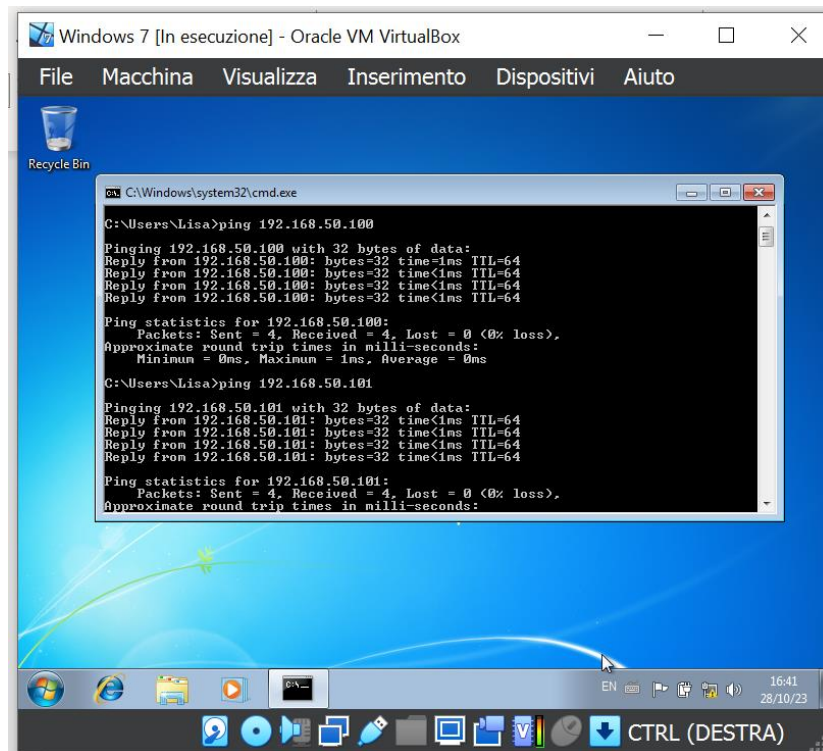 Windows 7 [In esecuzione] - Oracle VM VirtualBox
File Macchina Visualizza Inserimento Dispositivi Aiuto
Recycle Bin
C:\Windows\system32\cmd.exe
C:\Users\Lisa>ping 192.168.50.100
Pinging 192.168.50.100 with 32 bytes of data:
Reply from 192.168.50.100: bytes=32 time=1ms TTL=64
Reply from 192.168.50.100: bytes=32 time<1ms TTL=64
Reply from 192.168.50.100: bytes=32 time<1ms TTL=64
Reply from 192.168.50.100: bytes=32 time<1ms TTL=64
Ping statistics for 192.168.50.100:
Packets: Sent = 4, Received = 4, Lost = 0 (0% loss),
Approximate round trip times in milli-seconds:
Minimum = 0ms, Maximum = 1ms, Average = 0ms
C:\Users\Lisa>ping 192.168.50.101
Pinging 192.168.50.101 with 32 bytes of data:
Reply from 192.168.50.101: bytes=32 time<1ms TTL=64
Reply from 192.168.50.101: bytes=32 time<1ms TTL=64
Reply from 192.168.50.101: bytes=32 time<1ms TTL=64
Reply from 192.168.50.101: bytes=32 time<1ms TTL=64
Ping statistics for 192.168.50.101:
Packets: Sent = 4, Received = 4, Lost = 0 (0% loss),
Approximate round trip times in milli-seconds:
EN
16:41
28/10/23
CTRL (DESTRA)